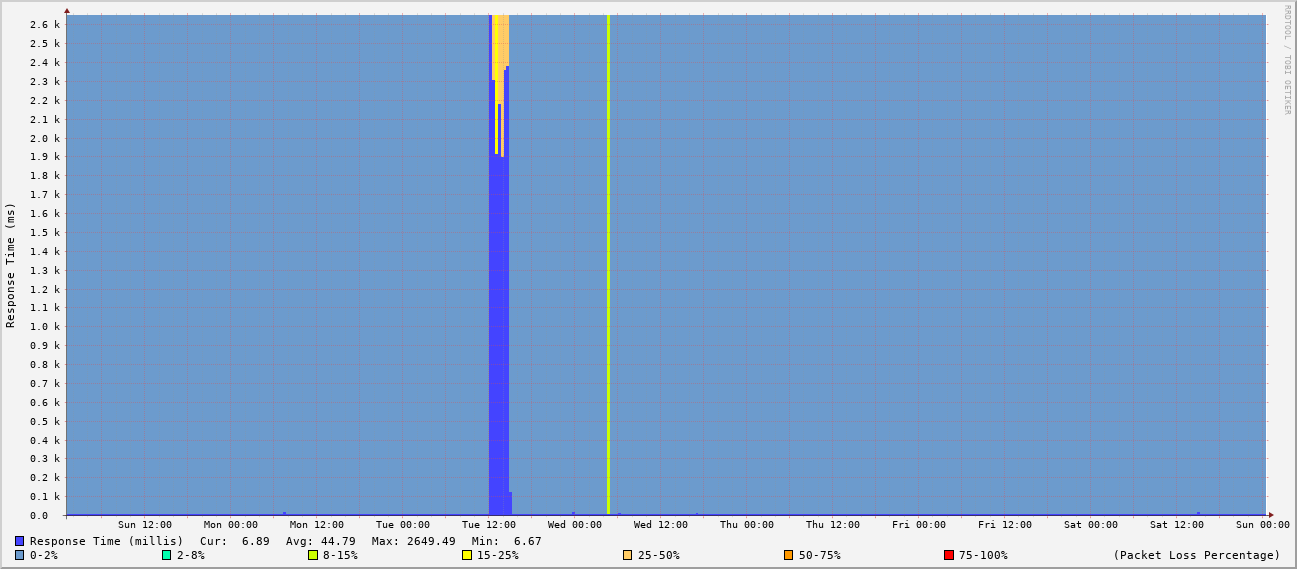 RRDTOOL / TOBI OETIKER
Response Time (ms)
2.6 k
2.5 k
2.4 k
2.3 k
2.2 k
2.1 k
2.0 k
1.9 k
1.8 k
1.7 k
1.6 k
1.5 k
1.4 k
1.3 k
1.2 k
1.1 k
1.0 k
0.9 k
0.8 k
0.7 k
0.6 k
0.5 k
0.4 k
0.3 k
0.2 k
0.1 k
0.0
Sun 12:00 Mon 00:00 Mon 12:00 Tue 00:00 Tue 12:00 Wed 00:00 Wed 12:00 Thu 00:00 Thu 12:00 Fri 00:00 Fri 12:00 Sat 00:00 Sat 12:00 Sun 00:00
Response Time (millis) Cur: 6.89 Avg: 44.79 Max: 2649.49 Min: 6.67
0-2% 2-8% 8-15% 15-25% 25-50% 50-75% 75-100% (Packet Loss Percentage)